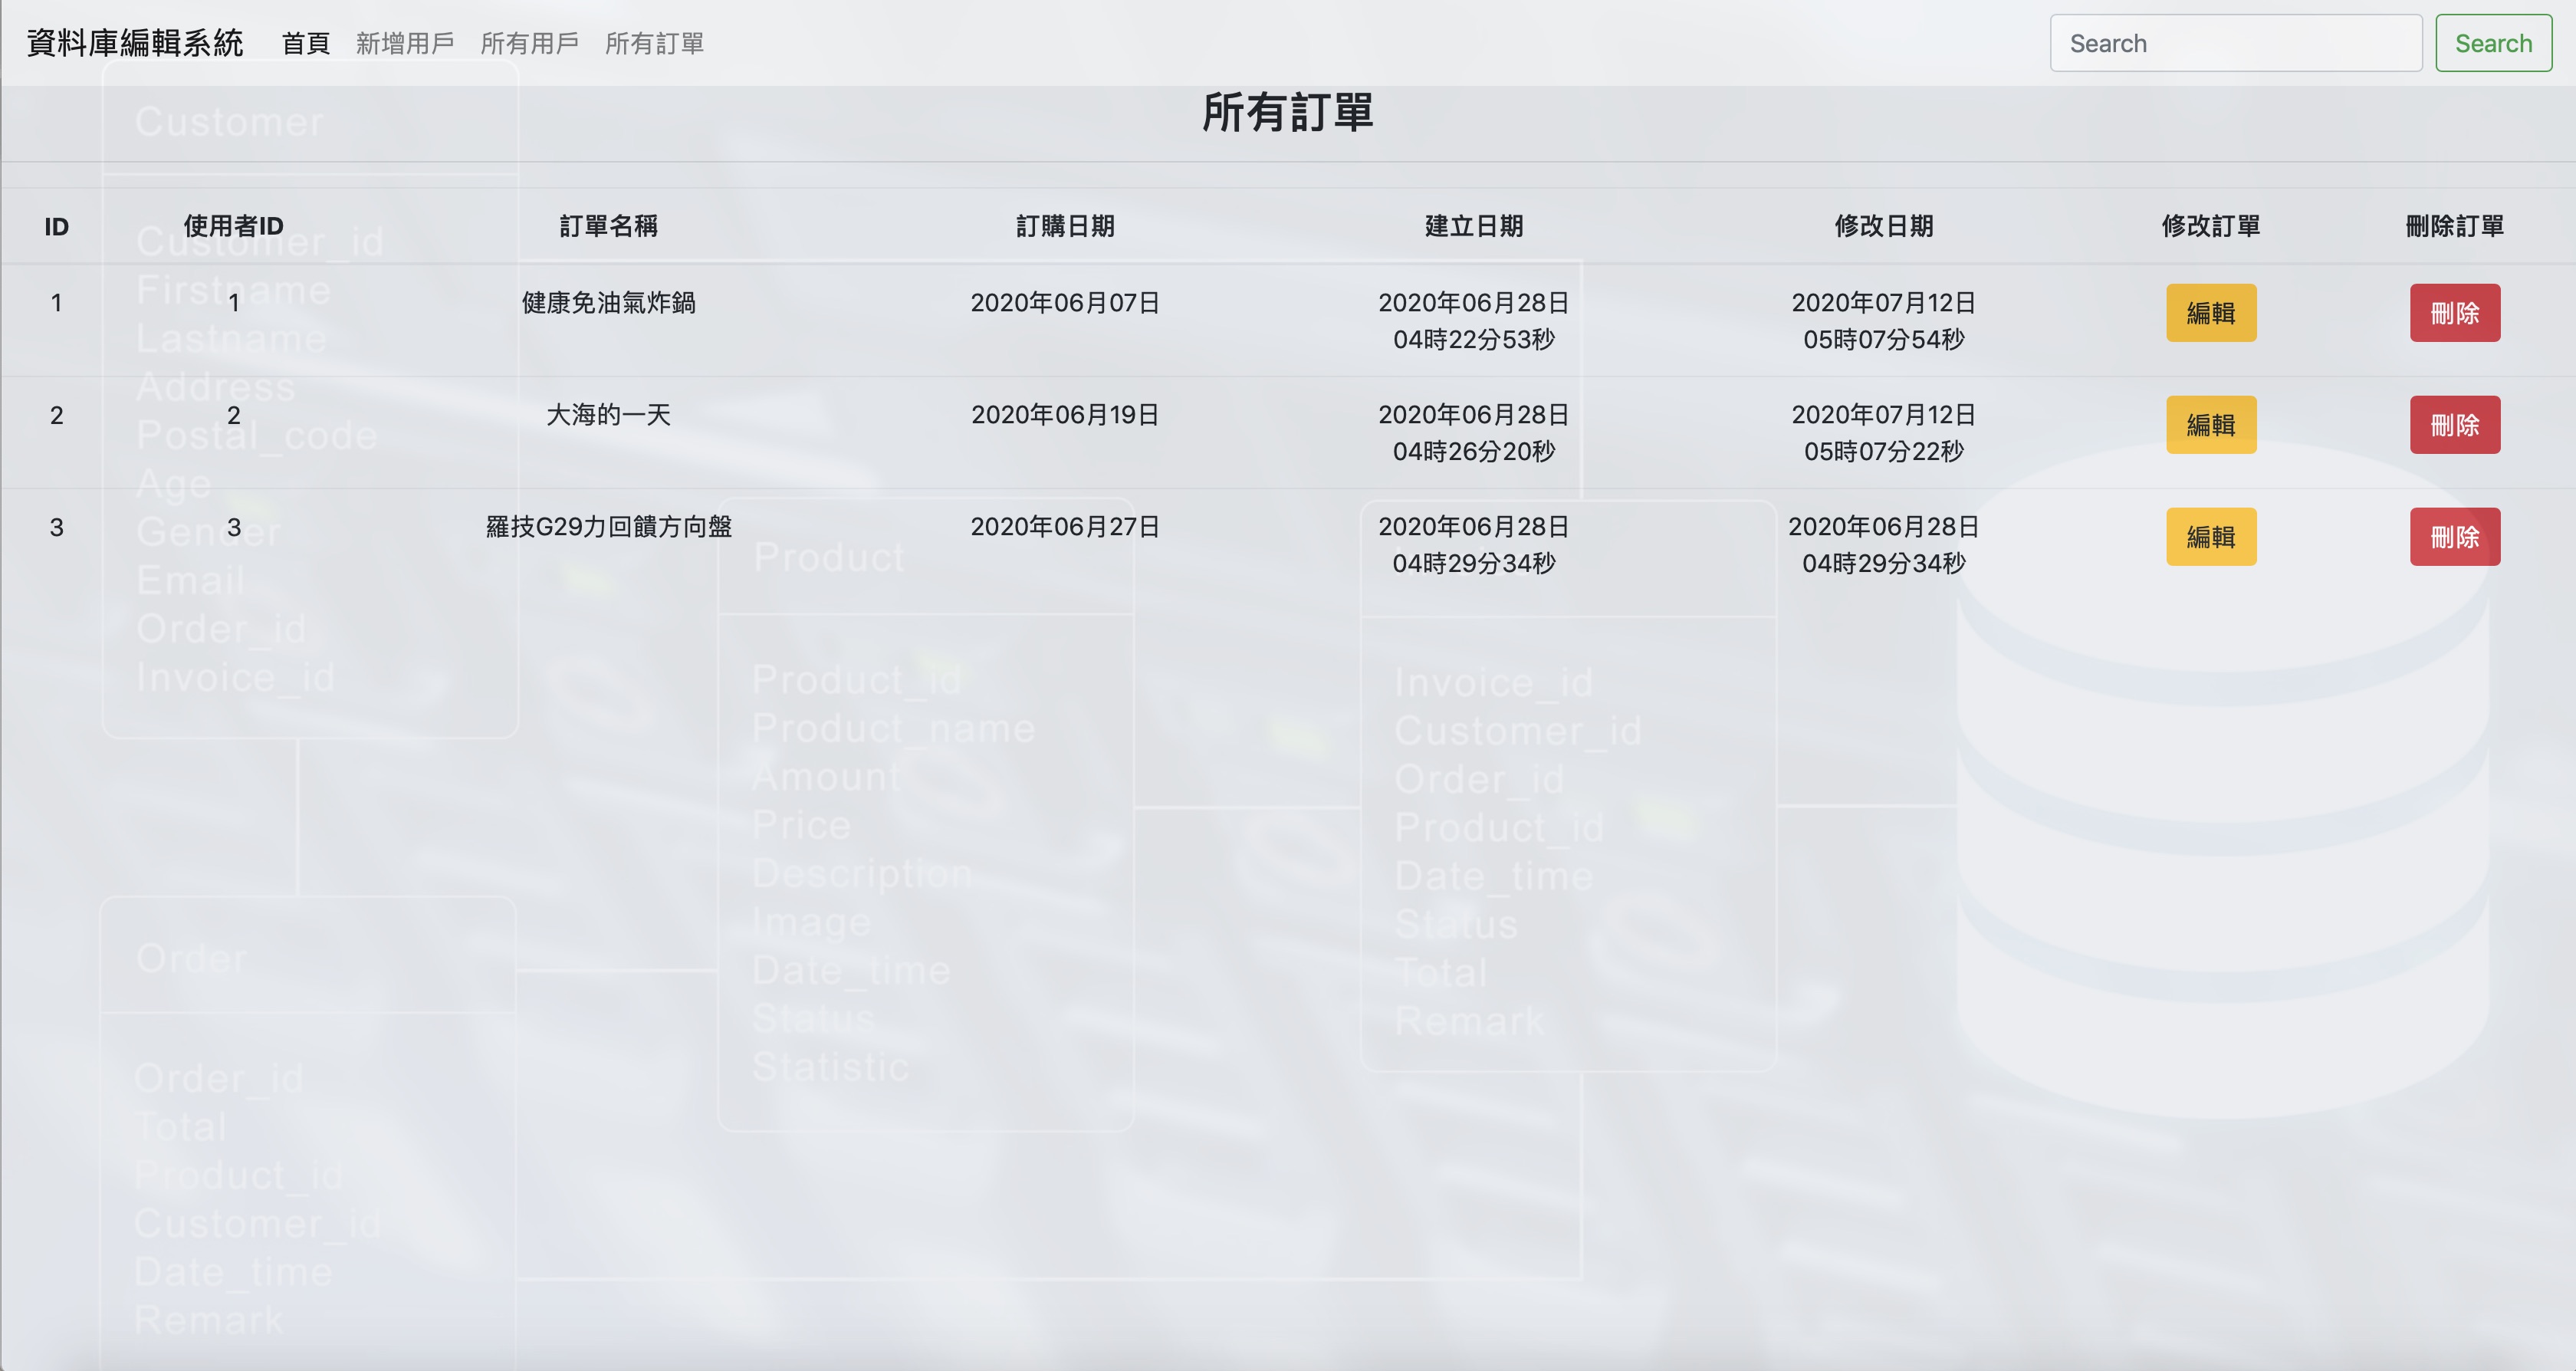 資料庫編輯系統 首頁 新增用戶 所有用戶 所有訂單 Search Search
所有訂單
ID 使用者ID 訂單名稱 訂購日期 建立日期 修改日期 修改訂單 刪除訂單
1 1 健康免油氣炸鍋 2020年06月07日 2020年06月28日 2020年07月12日 編輯 刪除
04時22分53秒 05時07分54秒
2 2 大海的一天 2020年06月19日 2020年06月28日 2020年07月12日 編輯 刪除
04時26分20秒 05時07分22秒
3 3 羅技G29力回饋方向盤 2020年06月27日 2020年06月28日 2020年06月28日 編輯 刪除
04時29分34秒 04時29分34秒
Customer
Customer_id
Firstname
Lastname
Address
Postal_code
Age
Gender
Email
Order_id
Invoice_id
Product
Product_id
Product_name
Amount
Price
Description
Image
Date_time
Status
Statistic
Invoice_id
Customer_id
Order_id
Product_id
Date_time
Status
Total
Remark
Order
Order_id
Total
Product_id
Customer_id
Date_time
Remark